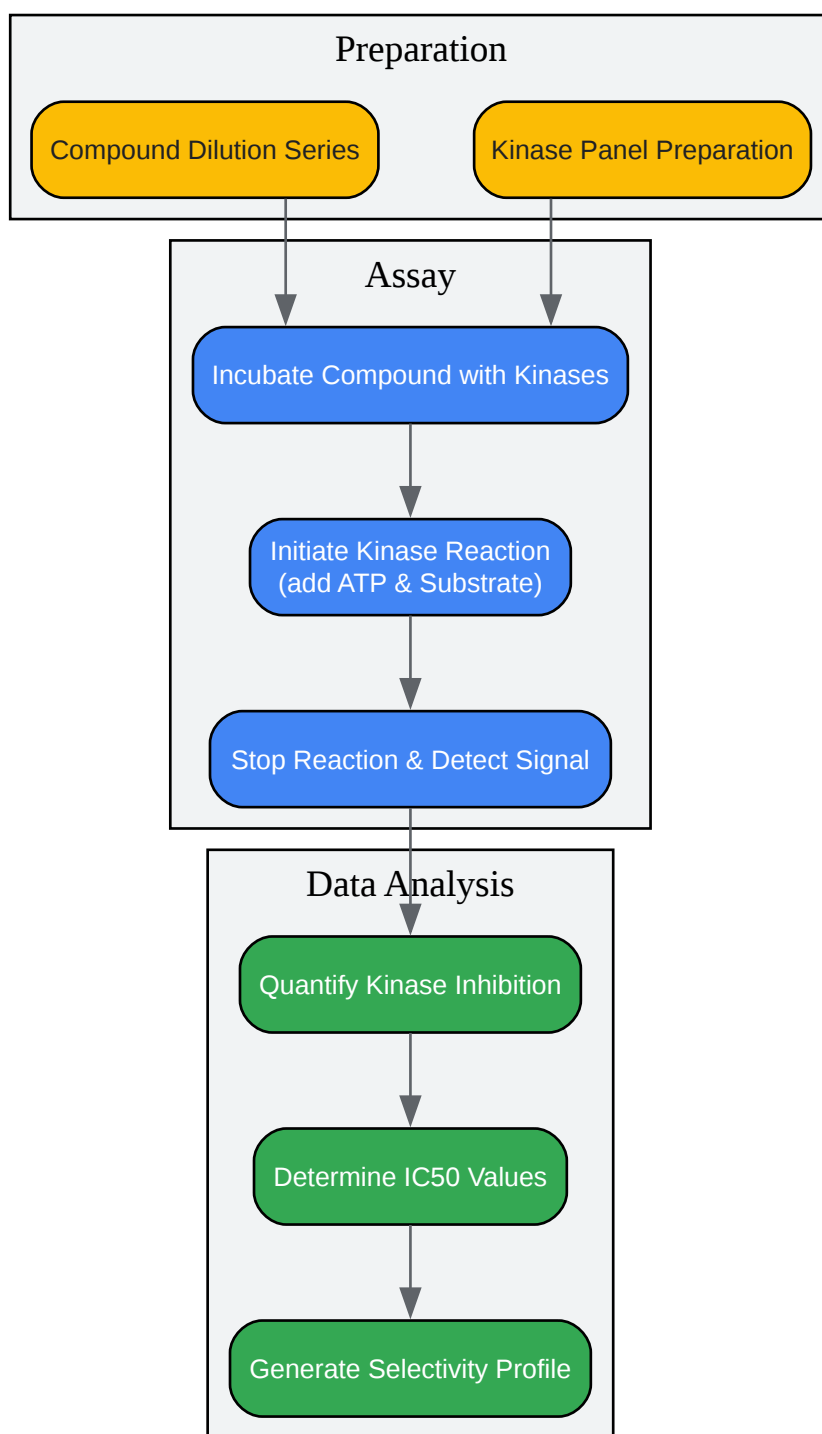 Preparation
Compound Dilution Series
Kinase Panel Preparation
Assay
Incubate Compound with Kinases
Initiate Kinase Reaction
(add ATP & Substrate)
Stop Reaction & Detect Signal
Data Analysis
Quantify Kinase Inhibition
Determine IC50 Values
Generate Selectivity Profile